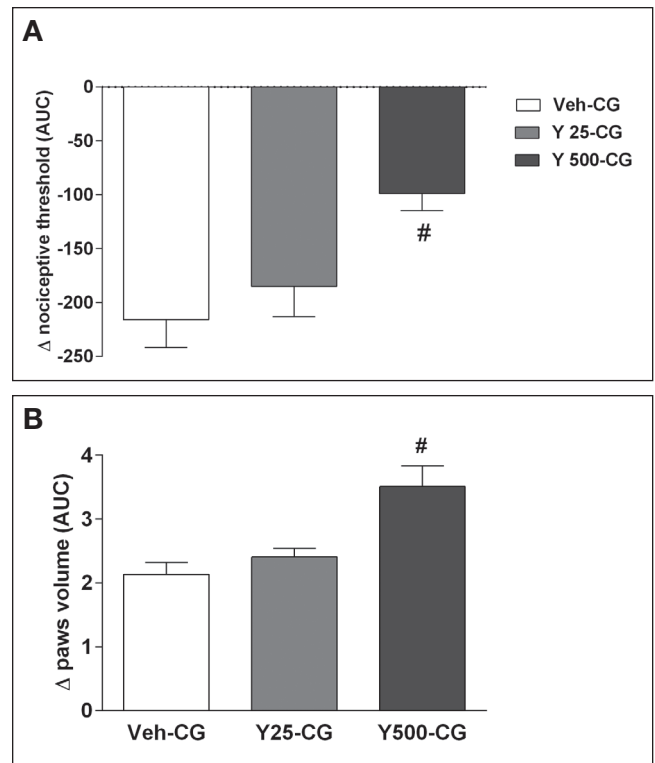 A
Δ nociceptive threshold (AUC)
0
-50
-100
-150
-200
-250
#
Veh-CG
Y 25-CG
Y 500-CG
B
Δ paws volume (AUC)
4
3
2
1
0
#
Veh-CG Y25-CG Y500-CG